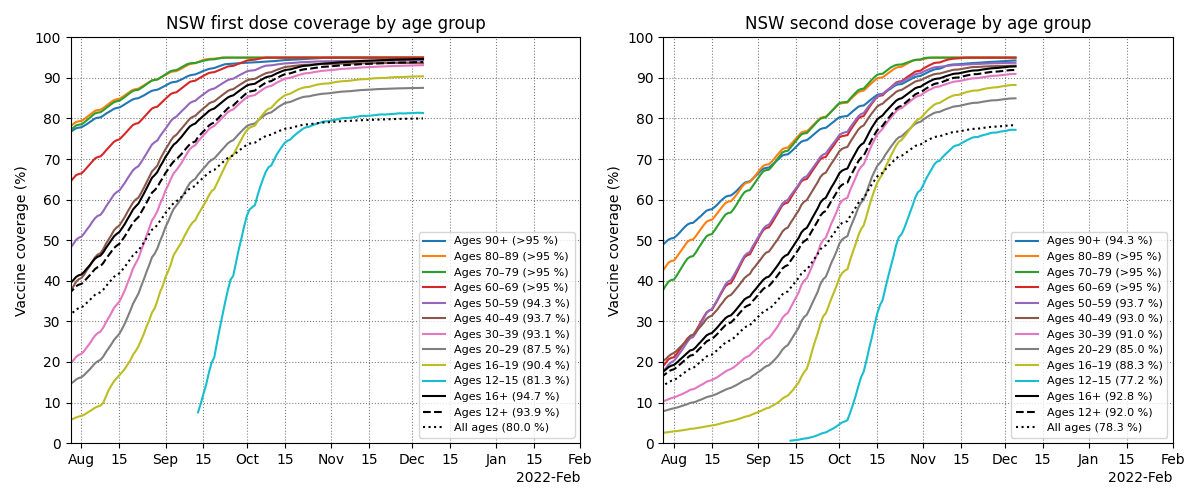 NSW first dose coverage by age group
Vaccine coverage (%)
100
90
80
70
60
50
40
30
20
10
0
Ages 90+ (>95 %)
Ages 80–89 (>95 %)
Ages 70–79 (>95 %)
Ages 60–69 (>95 %)
Ages 50–59 (94.3 %)
Ages 40–49 (93.7 %)
Ages 30–39 (93.1 %)
Ages 20–29 (87.5 %)
Ages 16–19 (90.4 %)
Ages 12–15 (81.3 %)
Ages 16+ (94.7 %)
Ages 12+ (93.9 %)
All ages (80.0 %)
Aug 15 Sep 15 Oct 15 Nov 15 Dec 15 Jan 15 Feb
2022-Feb
NSW second dose coverage by age group
Vaccine coverage (%)
100
90
80
70
60
50
40
30
20
10
0
Ages 90+ (94.3 %)
Ages 80–89 (>95 %)
Ages 70–79 (>95 %)
Ages 60–69 (>95 %)
Ages 50–59 (93.7 %)
Ages 40–49 (93.0 %)
Ages 30–39 (91.0 %)
Ages 20–29 (85.0 %)
Ages 16–19 (88.3 %)
Ages 12–15 (77.2 %)
Ages 16+ (92.8 %)
Ages 12+ (92.0 %)
All ages (78.3 %)
Aug 15 Sep 15 Oct 15 Nov 15 Dec 15 Jan 15 Feb
2022-Feb